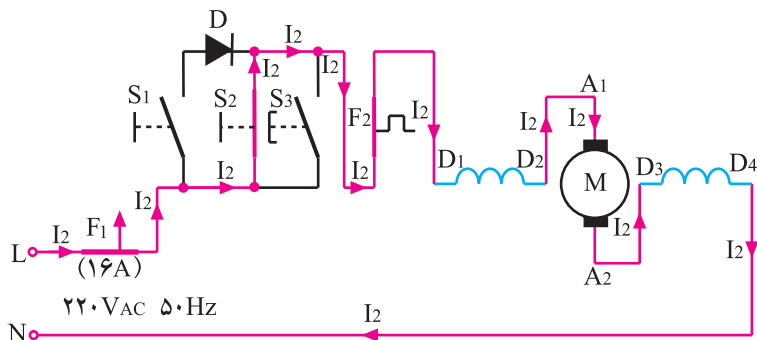 D
I2
I2
I2
S1
S2
S3
F2
I2
I2
D1
D2
I2
A1
I2
M
D3
D4
I2
I2
A2
I2
I2
F1
I2
L
I2
(۱۶A)
۲۲۰VAC ۵۰Hz
N
I2